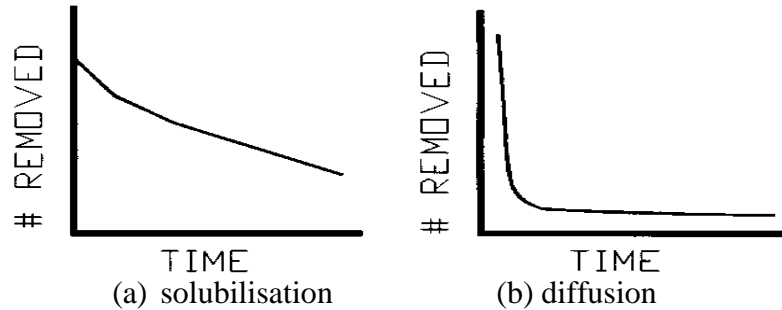 # REMOVED
TIME
(a) solubilisation
# REMOVED
TIME
(b) diffusion